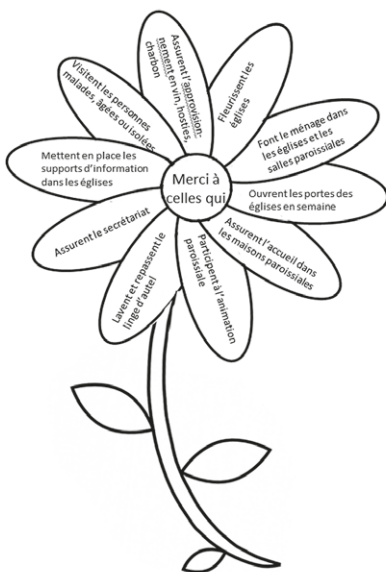 Merci à
celles qui
Assurent l'approvision-
nement en vin, hosties,
charbon
Fleurissent les
églises
Font le ménage dans
les églises et les
salles paroissiales
Ouvrent les portes des
églises en semaine
Assurent l'accueil dans
les maisons paroissiales
Participent à l'animation
paroissiale
Lavent et repassent le
linge d'autel
Assurent le secrétariat
Mettent en place les
supports d'information
dans les églises
Visitent les personnes
malades, âgées ou isolées